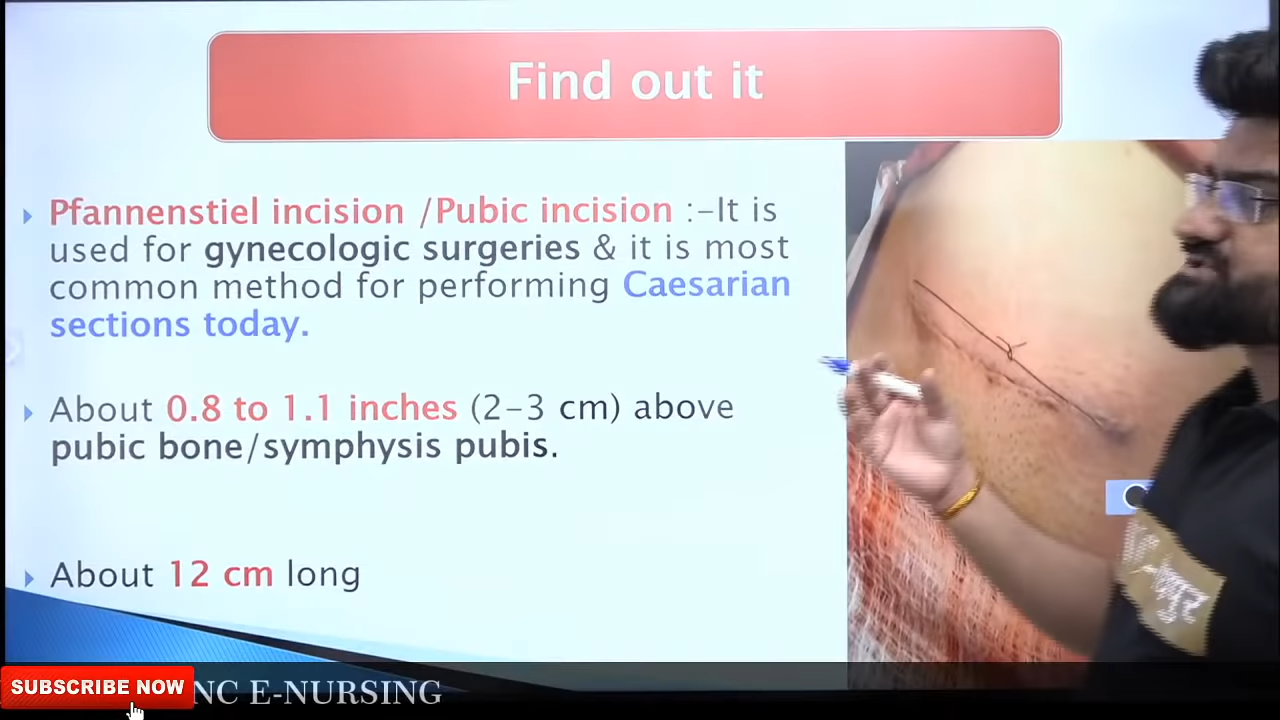 Find out it
Pfannenstiel incision /Pubic incision :-It is
used for gynecologic surgeries & it is most
common method for performing Caesarian
sections today.
About 0.8 to 1.1 inches (2-3 cm) above
pubic bone/symphysis pubis.
About 12 cm long
SUBSCRIBE NOW
NC E-NURSING